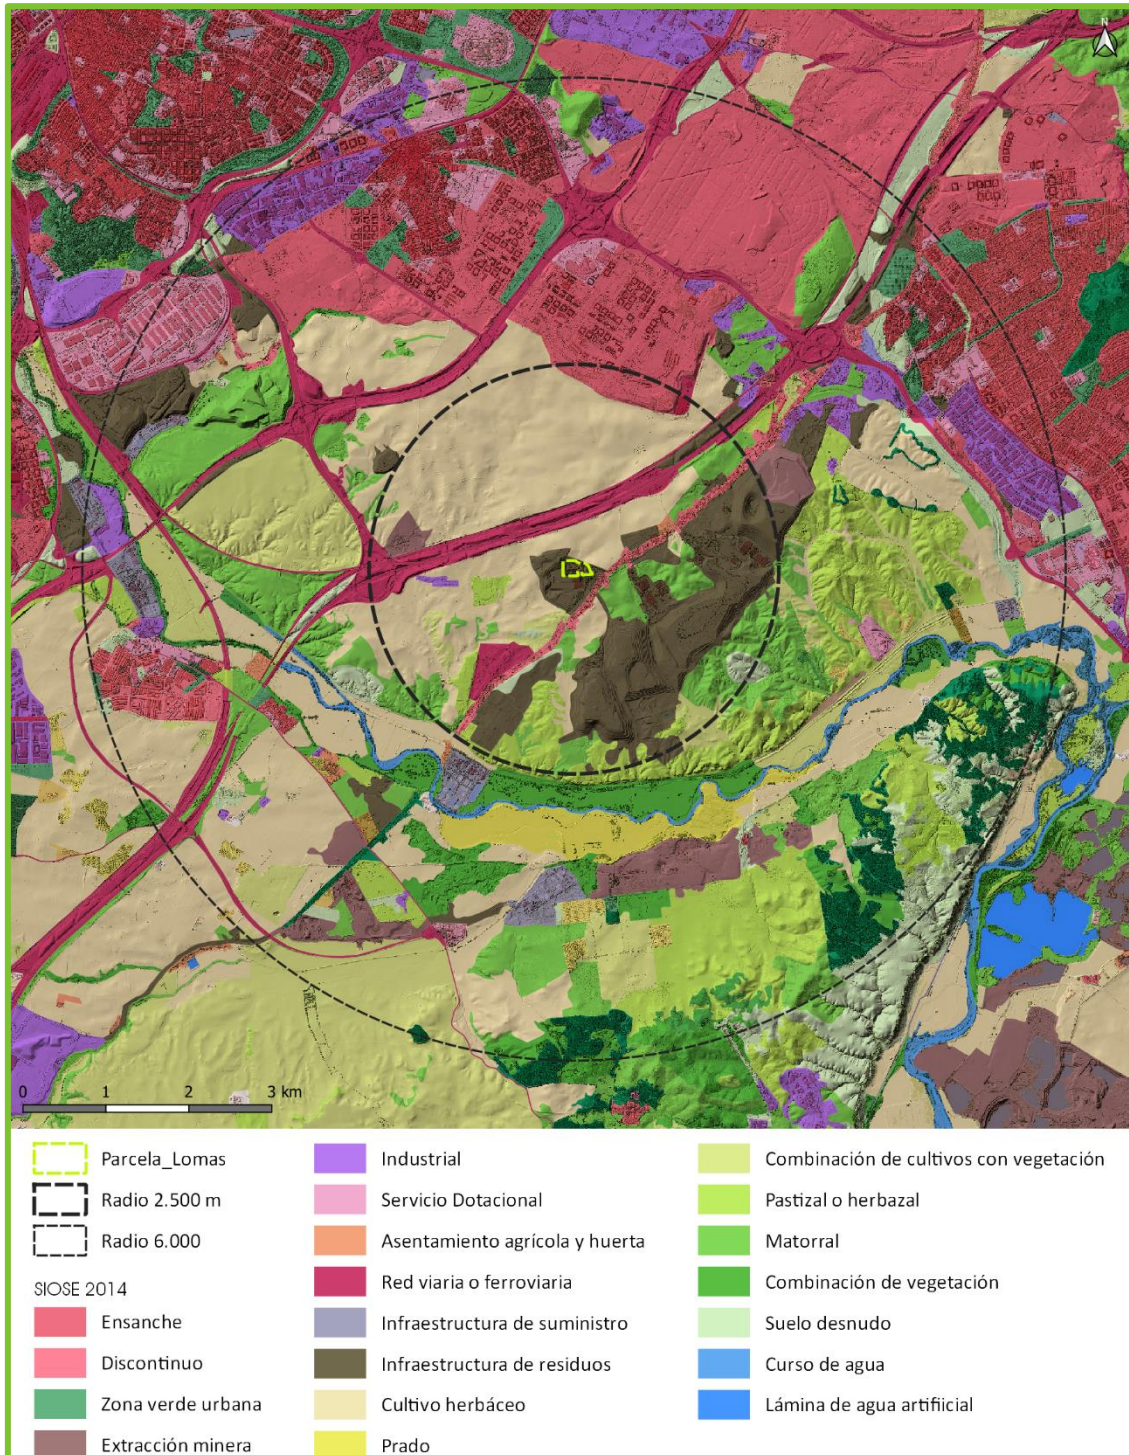 N
0 1 2 3 km
Parcela_Lomas
Radio 2.500 m
Radio 6.000
SIOSE 2014
Ensanche
Discontinuo
Zona verde urbana
Extracción minera
Industrial
Servicio Dotacional
Asentamiento agrícola y huerta
Red viaria o ferroviaria
Infraestructura de suministro
Infraestructura de residuos
Cultivo herbáceo
Prado
Combinación de cultivos con vegetación
Pastizal o herbazal
Matorral
Combinación de vegetación
Suelo desnudo
Curso de agua
Lámina de agua artifiicial